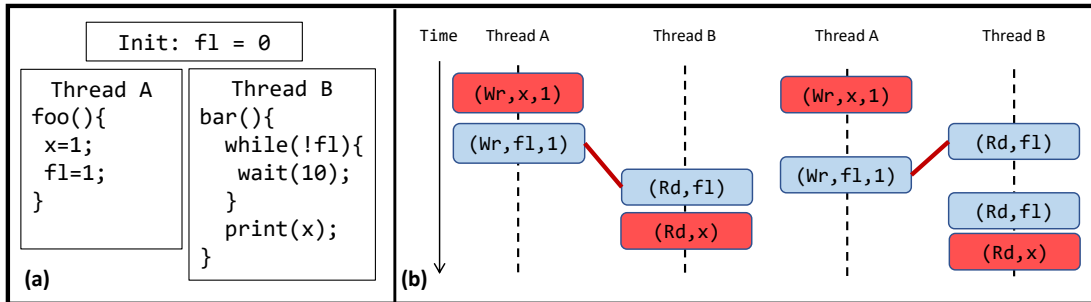 Init: fl = 0
Thread A
foo(){
x=1;
fl=1;
}
Thread B
bar(){
while(!fl){
wait(10);
}
print(x);
}
(a)
Time
Thread A
Thread B
Thread A
Thread B
(Wr,x,1)
(Wr,fl,1)
(Rd,fl)
(Rd,x)
(Wr,x,1)
(Rd,fl)
(Wr,fl,1)
(Rd,fl)
(Rd,x)
(b)